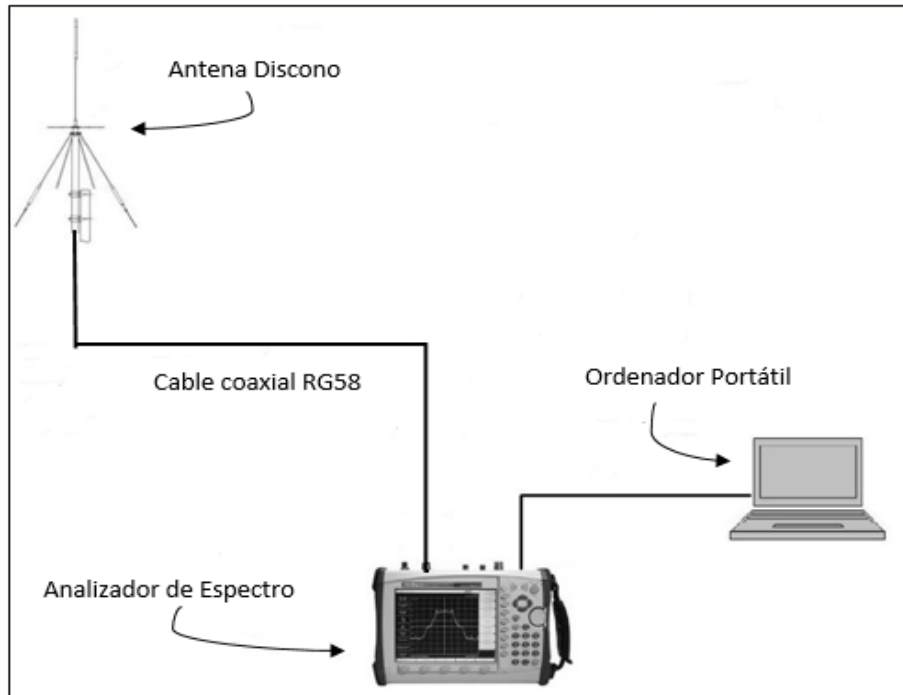 Antena Discono
Cable coaxial RG58
Ordenador Portátil
Analizador de Espectro